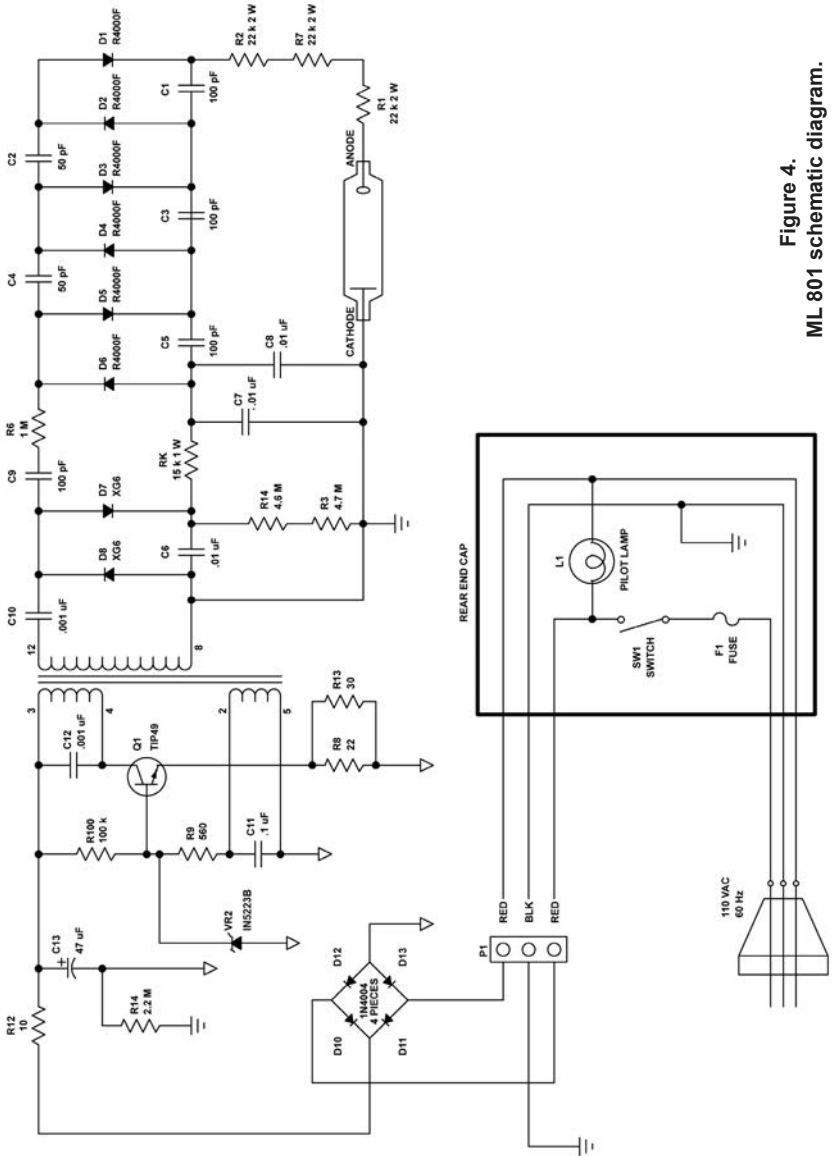 C2
50 pF
C4
50 pF
R6
1 M
C9
100 pF
C10
.001 uF
D1
R4000F
D2
R4000F
D3
R4000F
D4
R4000F
D5
R4000F
D6
R4000F
D7
XG6
D8
XG6
C1
100 pF
C3
100 pF
C5
100 pF
R2
22 k 2 W
R7
22 k 2 W
R1
22 k 2 W
ANODE
CATHODE
C8
.01 uF
C7
.01 uF
RK
15 k 1 W
R14
4.6 M
R3
4.7 M
C6
.01 uF
12
8
3
4
2
5
C12
.001 uF
Q1
TIP49
R13
30
R8
22
R100
100 k
R9
560
C11
.1 uF
VR2
IN5223B
C13
+
47 uF
R14
2.2 M
R12
10
D12
D13
1N4004
4 PIECES
D10
D11
P1
RED
BLK
RED
REAR END CAP
L1
PILOT LAMP
SW1
SWITCH
F1
FUSE
110 VAC
60 Hz
Figure 4.
ML 801 schematic diagram.